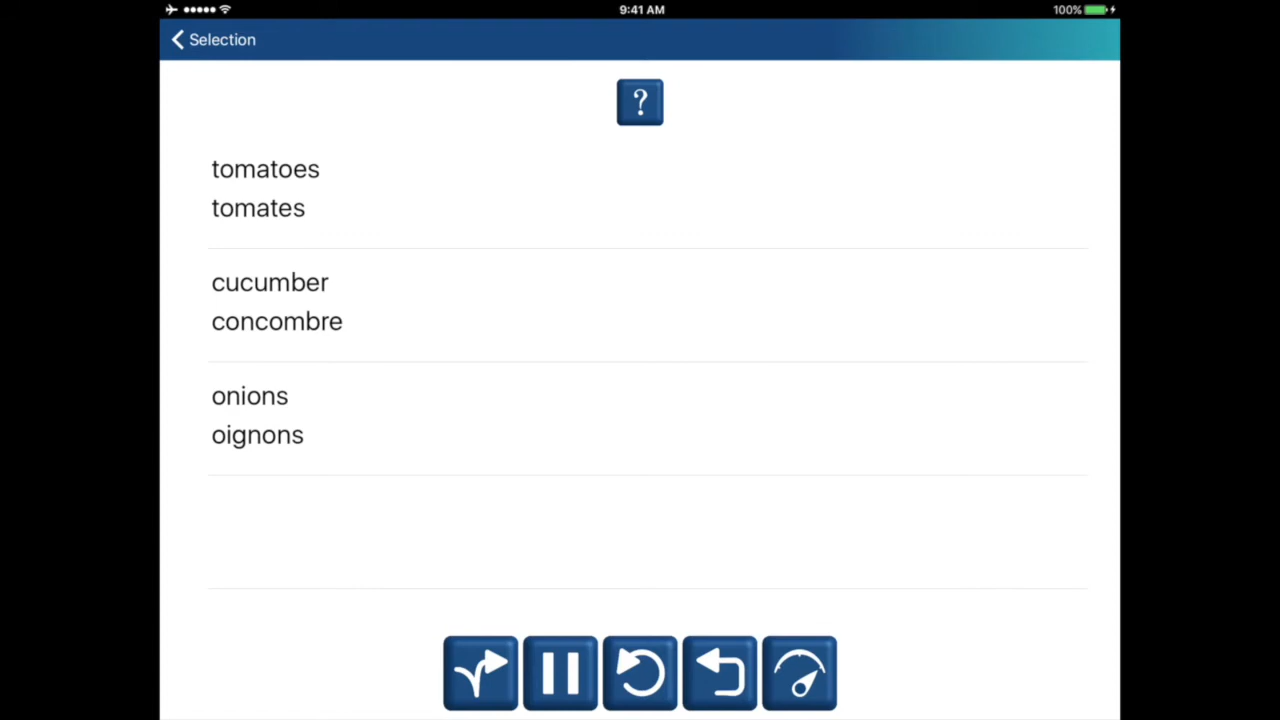 9:41 AM
100%
Selection
?
tomatoes
tomates
cucumber
concombre
onions
oignons